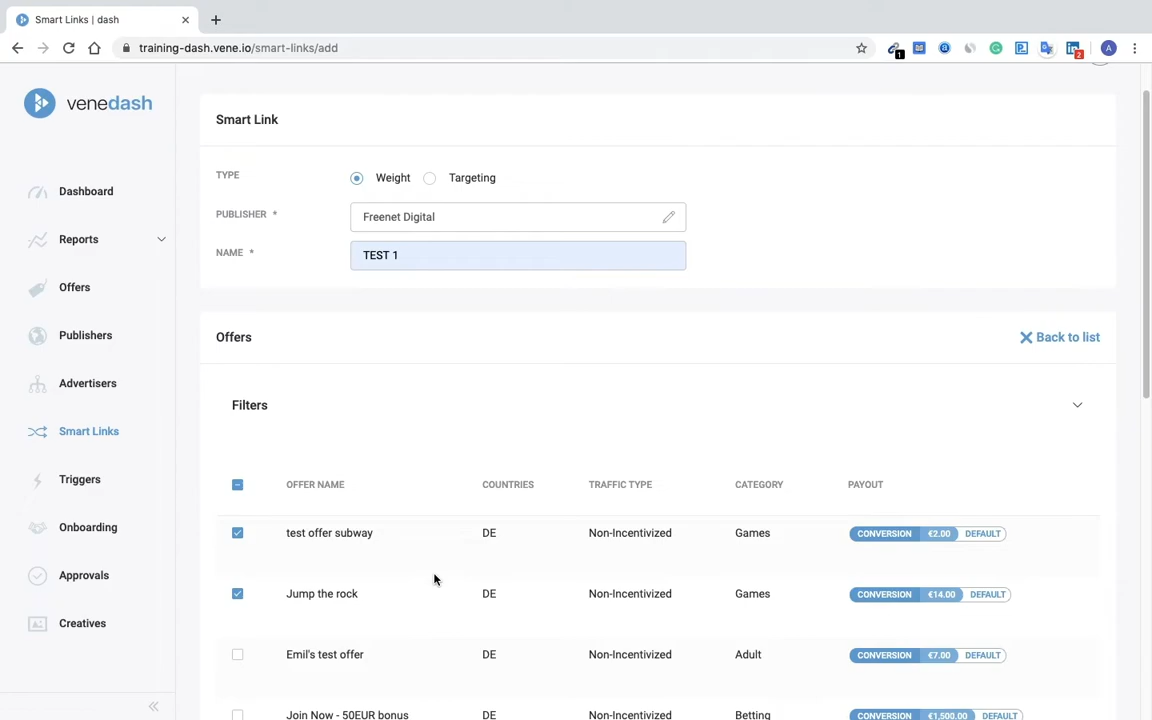 Smart Links | dash
training-dash.vene.io/smart-links/add
1
2
A
venedash
Smart Link
TYPE
Weight
Targeting
PUBLISHER *
Freenet Digital
NAME *
TEST 1
Dashboard
Reports
Offers
Publishers
Advertisers
Smart Links
Triggers
Onboarding
Approvals
Creatives
Offers
Back to list
Filters
OFFER NAME COUNTRIES TRAFFIC TYPE CATEGORY PAYOUT
test offer subway DE Non-Incentivized Games CONVERSION €2.00 DEFAULT
Jump the rock DE Non-Incentivized Games CONVERSION €14.00 DEFAULT
Emil's test offer DE Non-Incentivized Adult CONVERSION €7.00 DEFAULT
Join Now - 50EUR bonus DE Non-Incentivized Betting CONVERSION €1,500.00 DEFAULT